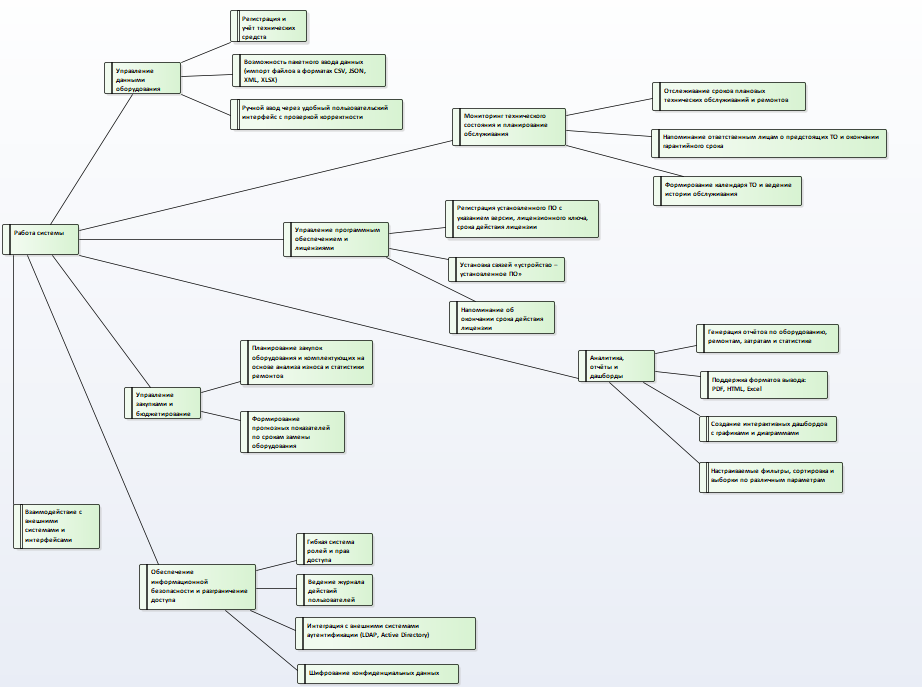 Регистрация и
учёт технических
средств
Управление
данными
оборудования
Возможность пакетного ввода данных
(импорт файлов в форматах CSV, JSON,
XML, XLSX)
Ручной ввод через удобный пользовательский
интерфейс с проверкой корректности
Мониторинг технического
состояния и планирование
обслуживания
Отслеживание сроков плановых
технических обслуживаний и ремонтов
Напоминание ответственным лицам о предстоящих ТО и окончании
гарантийного срока
Формирование календаря ТО и ведение
истории обслуживания
Работа системы
Управление программным
обеспечением и
лицензиями
Регистрация установленного ПО с
указанием версии, лицензионного ключа,
срока действия лицензии
Установка связей «устройство –
установленное ПО»
Напоминание об
окончании срока действия
лицензии
Аналитика,
отчёты и
дашборды
Генерация отчётов по оборудованию,
ремонтам, затратам и статистике
Поддержка форматов вывода:
PDF, HTML, Excel
Создание интерактивных дашбордов
с графиками и диаграммами
Настраиваемые фильтры, сортировка и
выборки по различным параметрам
Управление
закупками и
бюджетирование
Планирование закупок
оборудования и комплектующих на
основе анализа износа и статистики
ремонтов
Формирование
прогнозных показателей
по срокам замены
оборудования
Взаимодействие с
внешними
системами и
интерфейсами
Обеспечение
информационной
безопасности и разграничение
доступа
Гибкая система
ролей и прав
доступа
Ведение журнала
действий
пользователей
Интеграция с внешними системами
аутентификации (LDAP, Active Directory)
Шифрование конфиденциальных данных